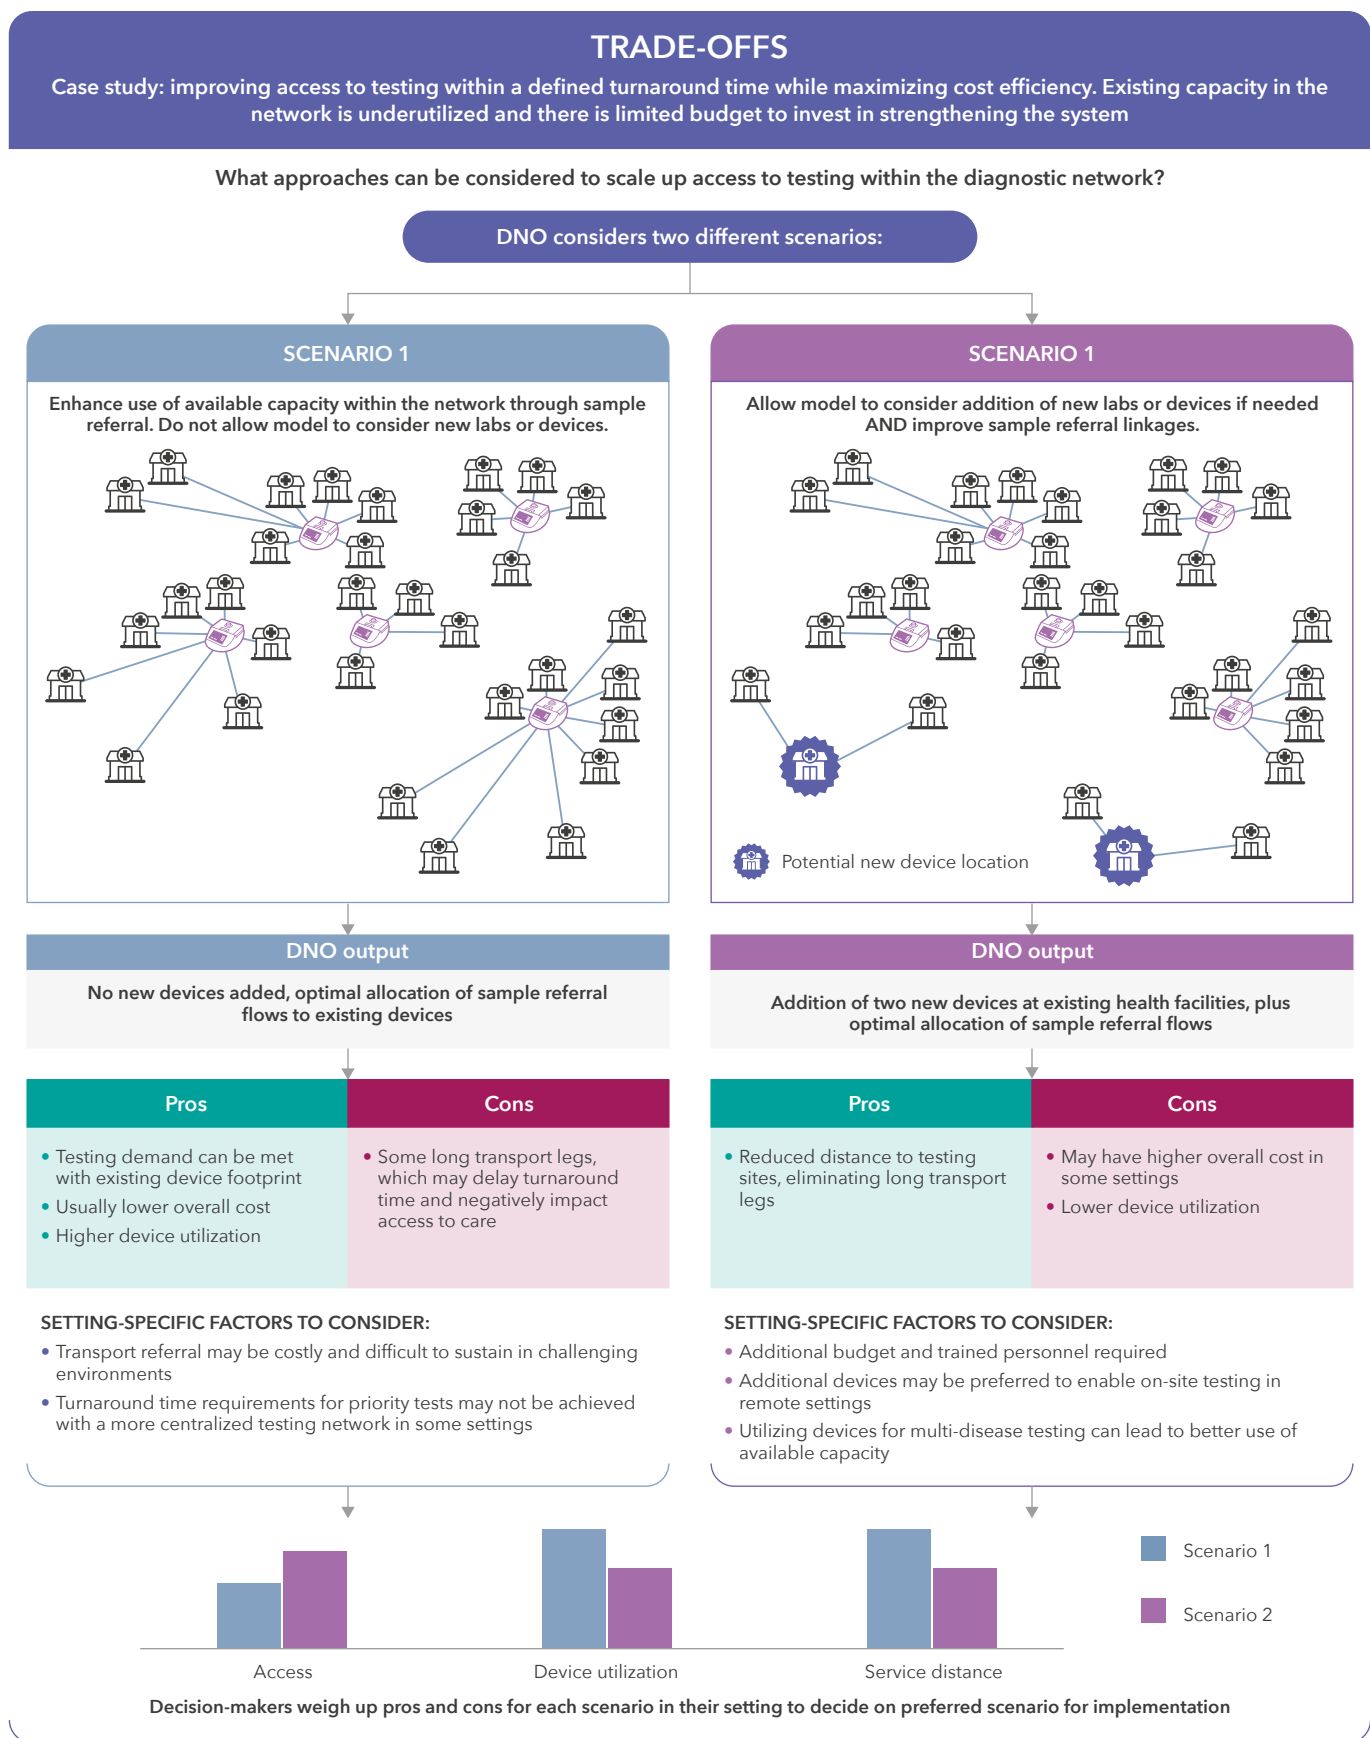 TRADE-OFFS
Case study: improving access to testing within a defined turnaround time while maximizing cost efficiency. Existing capacity in the
network is underutilized and there is limited budget to invest in strengthening the system
What approaches can be considered to scale up access to testing within the diagnostic network?
DNO considers two different scenarios:
SCENARIO 1
Enhance use of available capacity within the network through sample
referral. Do not allow model to consider new labs or devices.
SCENARIO 1
Allow model to consider addition of new labs or devices if needed
AND improve sample referral linkages.
Potential new device location
DNO output
No new devices added, optimal allocation of sample referral
flows to existing devices
DNO output
Addition of two new devices at existing health facilities, plus
optimal allocation of sample referral flows
Pros
• Testing demand can be met
with existing device footprint
• Usually lower overall cost
• Higher device utilization
Cons
• Some long transport legs,
which may delay turnaround
time and negatively impact
access to care
Pros
• Reduced distance to testing
sites, eliminating long transport
legs
Cons
• May have higher overall cost in
some settings
• Lower device utilization
SETTING-SPECIFIC FACTORS TO CONSIDER:
• Transport referral may be costly and difficult to sustain in challenging
environments
• Turnaround time requirements for priority tests may not be achieved
with a more centralized testing network in some settings
SETTING-SPECIFIC FACTORS TO CONSIDER:
• Additional budget and trained personnel required
• Additional devices may be preferred to enable on-site testing in
remote settings
• Utilizing devices for multi-disease testing can lead to better use of
available capacity
Scenario 1
Scenario 2
Access
Device utilization
Service distance
Decision-makers weigh up pros and cons for each scenario in their setting to decide on preferred scenario for implementation